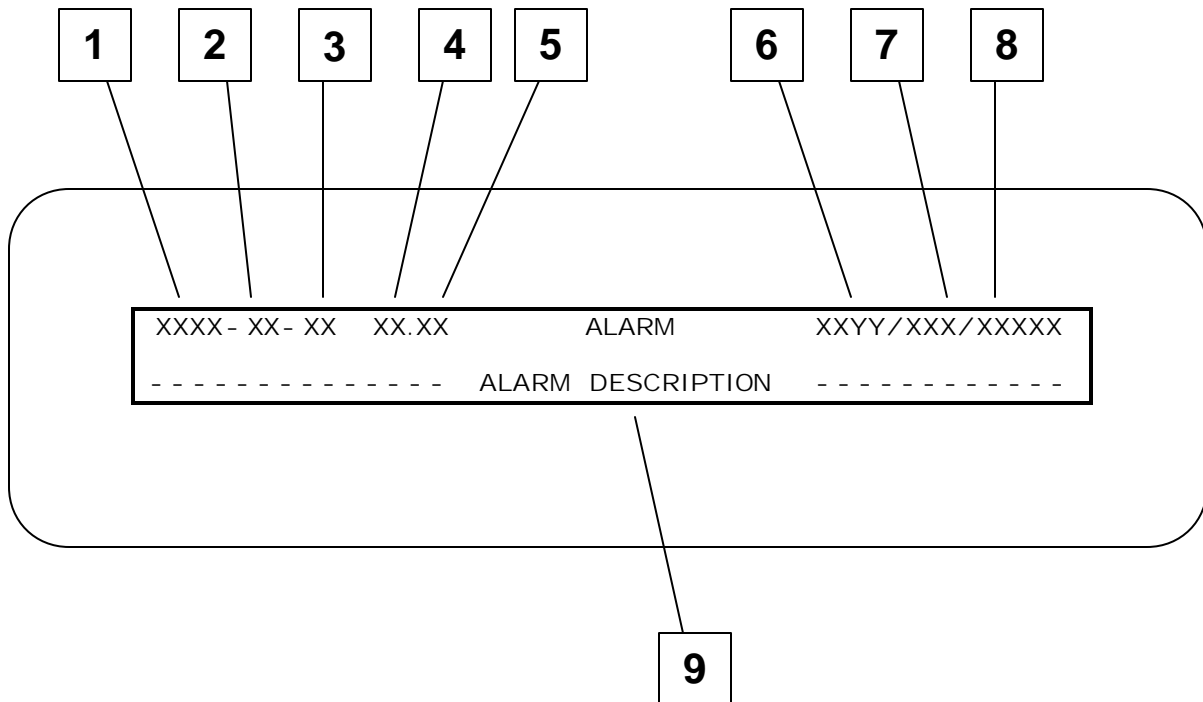 1 2 3 4 5 6 7 8
XXXX- XX- XX XX.XX ALARM XXYY/XXX/XXXXX
- - - - - - - - - - - - - - ALARM DESCRIPTION - - - - - - - - - - - -
9